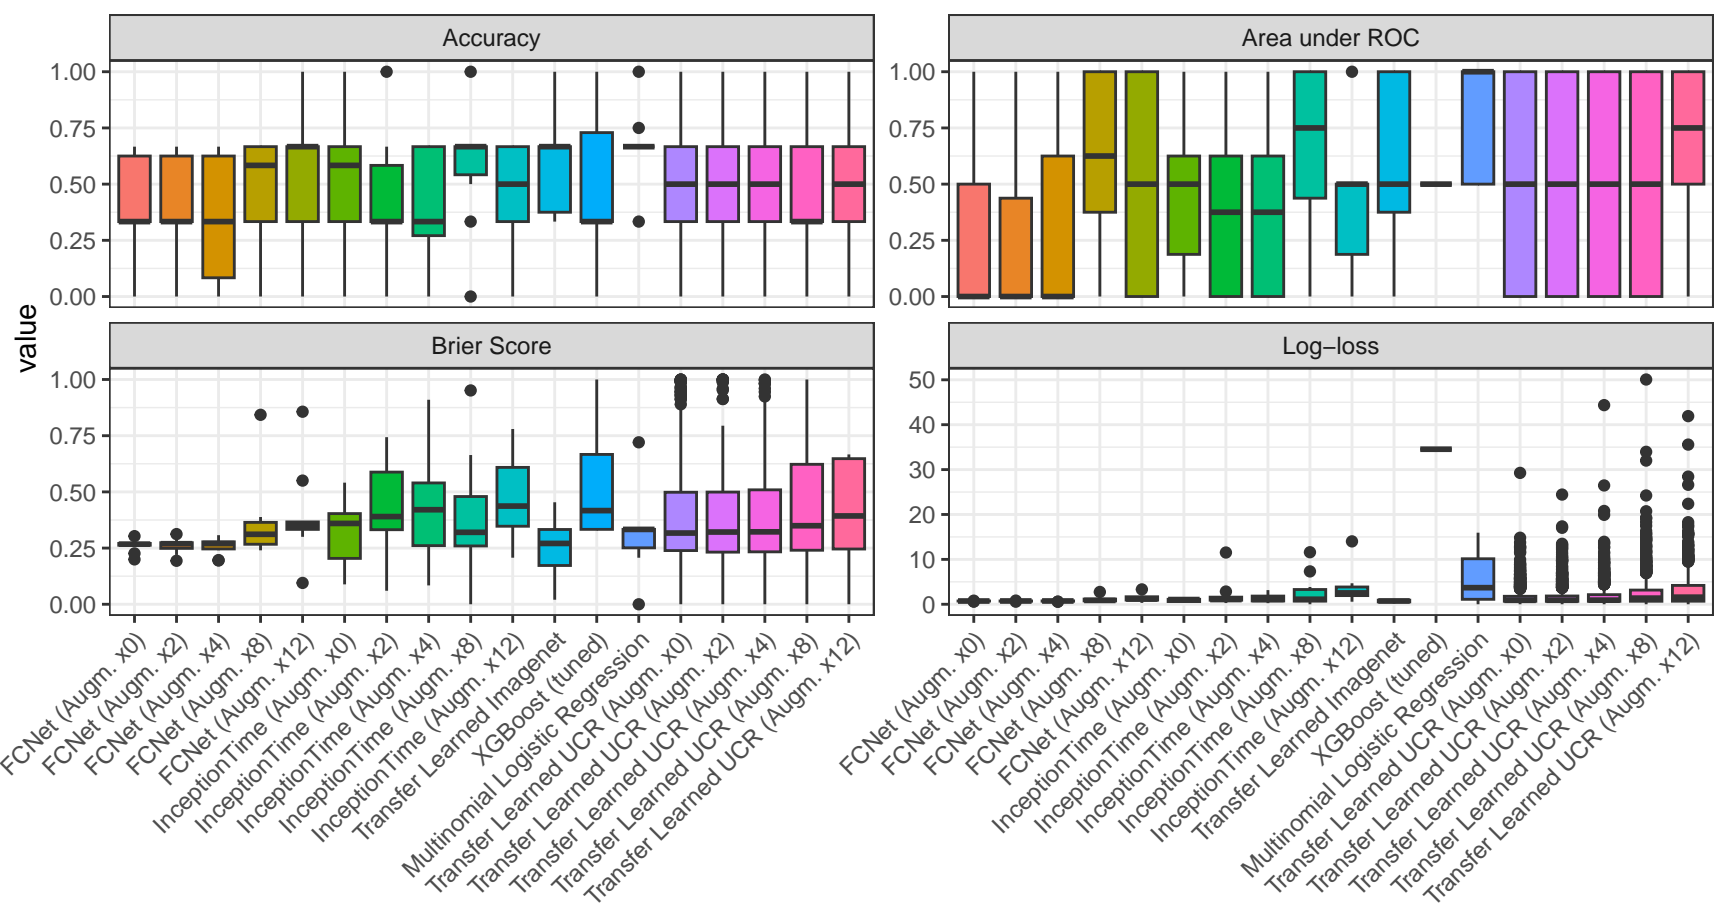 Accuracy
Area under ROC
1.00
0.75
0.50
0.25
0.00
1.00
0.75
0.50
0.25
0.00
value
Brier Score
Log−loss
1.00
0.75
0.50
0.25
0.00
50
40
30
20
10
0
FCNet (Augm. x0)
FCNet (Augm. x2)
FCNet (Augm. x4)
FCNet (Augm. x8)
FCNet (Augm. x12)
InceptionTime (Augm. x0)
InceptionTime (Augm. x2)
InceptionTime (Augm. x4)
InceptionTime (Augm. x8)
InceptionTime (Augm. x12)
Transfer Learned Imagenet
XGBoost (tuned)
Multinomial Logistic Regression
Transfer Learned UCR (Augm. x0)
Transfer Learned UCR (Augm. x2)
Transfer Learned UCR (Augm. x4)
Transfer Learned UCR (Augm. x8)
Transfer Learned UCR (Augm. x12)
FCNet (Augm. x0)
FCNet (Augm. x2)
FCNet (Augm. x4)
FCNet (Augm. x8)
FCNet (Augm. x12)
InceptionTime (Augm. x0)
InceptionTime (Augm. x2)
InceptionTime (Augm. x4)
InceptionTime (Augm. x8)
InceptionTime (Augm. x12)
Transfer Learned Imagenet
XGBoost (tuned)
Multinomial Logistic Regression
Transfer Learned UCR (Augm. x0)
Transfer Learned UCR (Augm. x2)
Transfer Learned UCR (Augm. x4)
Transfer Learned UCR (Augm. x8)
Transfer Learned UCR (Augm. x12)